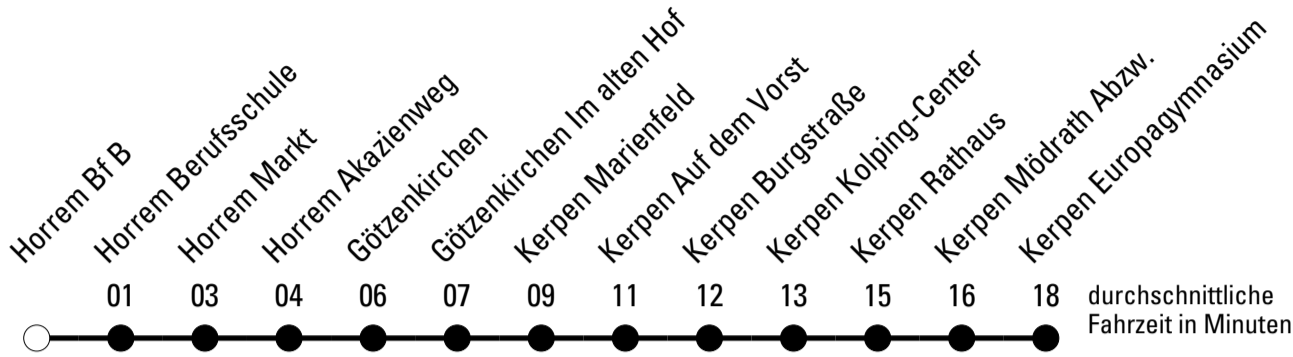 Horrem Bf B
Horrem Berufsschule
Horrem Markt
Horrem Akazienweg
Götzenkirchen
Götzenkirchen Im alten Hof
Kerpen Marienfeld
Kerpen Auf dem Vorst
Kerpen Burgstraße
Kerpen Kolping-Center
Kerpen Rathaus
Kerpen Mödrath Abzw.
Kerpen Europagymnasium
01 03 04 06 07 09 11 12 13 15 16 18 durchschnittliche
Fahrzeit in Minuten